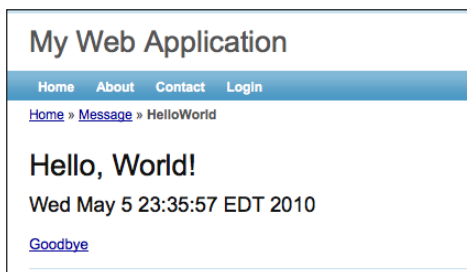 My Web Application
Home About Contact Login
Home » Message » HelloWorld
Hello, World!
Wed May 5 23:35:57 EDT 2010
Goodbye